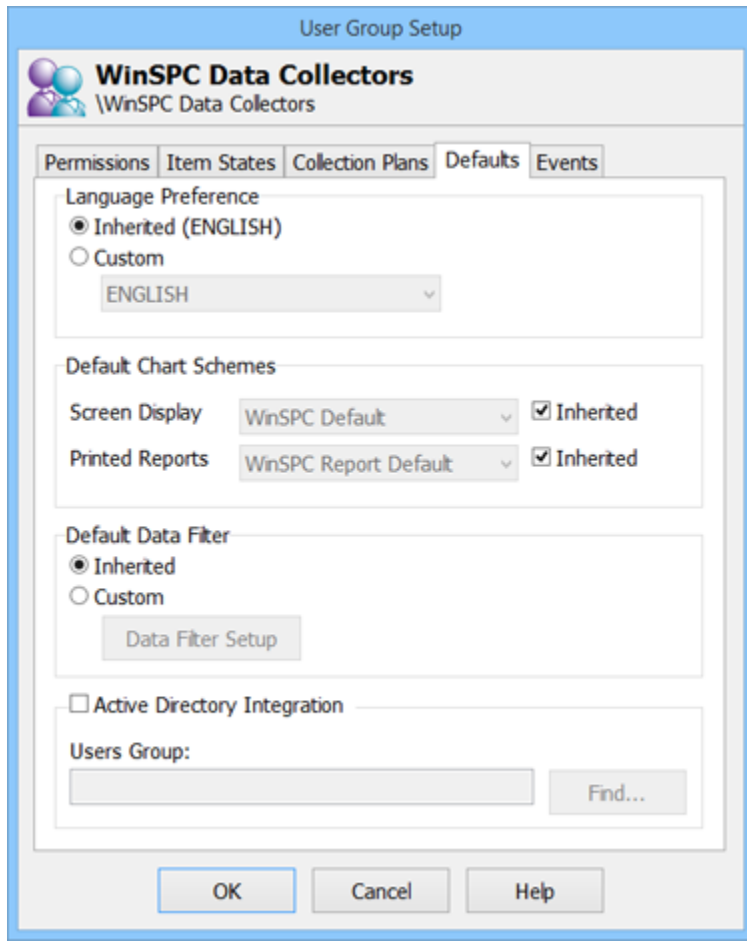 User Group Setup
WinSPC Data Collectors
\WinSPC Data Collectors
Permissions Item States Collection Plans Defaults Events
Language Preference
Inherited (ENGLISH)
Custom
ENGLISH
Default Chart Schemes
Screen Display WinSPC Default Inherited
Printed Reports WinSPC Report Default Inherited
Default Data Filter
Inherited
Custom
Data Filter Setup
Active Directory Integration
Users Group:
Find...
OK Cancel Help